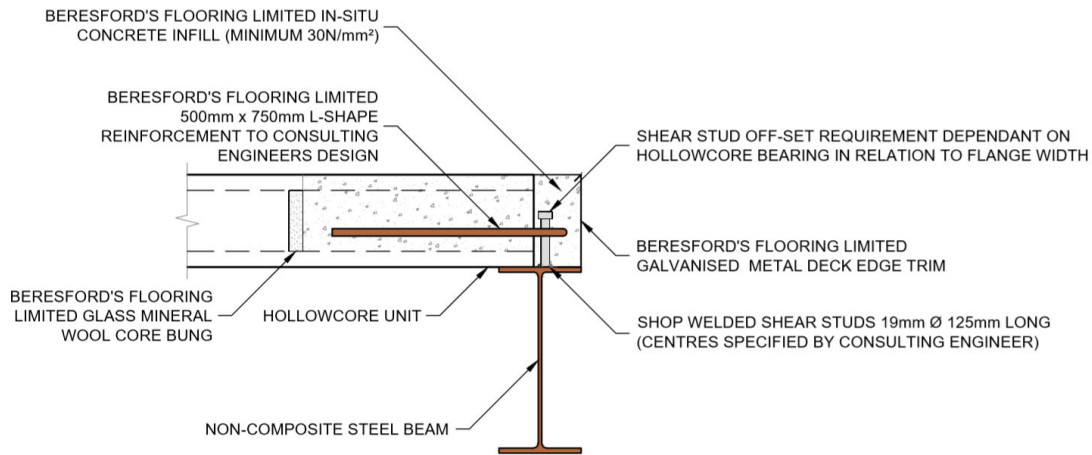 BERESFORD'S FLOORING LIMITED IN-SITU
CONCRETE INFILL (MINIMUM 30N/mm²)
BERESFORD'S FLOORING LIMITED
500mm x 750mm L-SHAPE
REINFORCEMENT TO CONSULTING
ENGINEERS DESIGN
SHEAR STUD OFF-SET REQUIREMENT DEPENDANT ON
HOLLOWCORE BEARING IN RELATION TO FLANGE WIDTH
BERESFORD'S FLOORING LIMITED
GALVANISED METAL DECK EDGE TRIM
BERESFORD'S FLOORING
LIMITED GLASS MINERAL
WOOL CORE BUNG
HOLLOWCORE UNIT
SHOP WELDED SHEAR STUDS 19mm Ø 125mm LONG
(CENTRES SPECIFIED BY CONSULTING ENGINEER)
NON-COMPOSITE STEEL BEAM